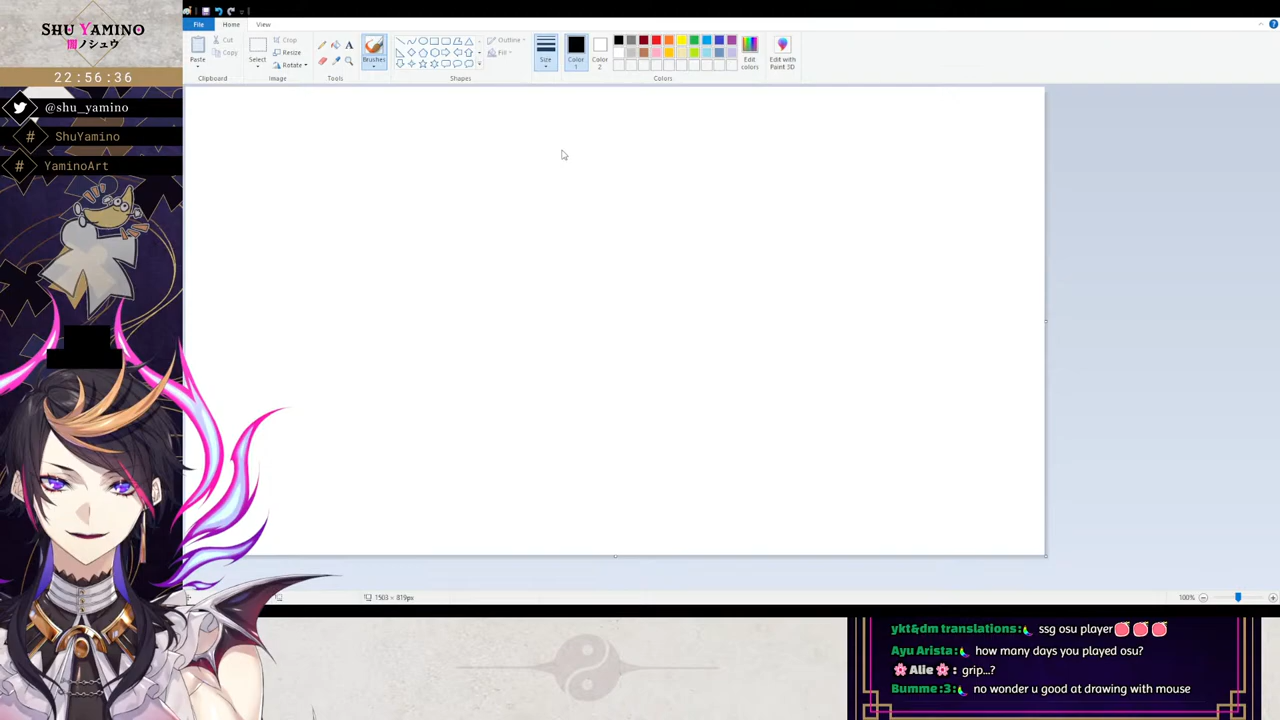 SHU YAMINO
闇ノシュウ
22:56:36
@shu_yamino
# ShuYamino
# YaminoArt
File Home View
Paste
Cut
Copy
Clipboard
Select
Crop
Resize
Rotate
Image
A
Tools
Brushes
Shapes
Outline
Fill
Size
Color 1
Color 2
Colors
Edit colors
Edit with Paint 3D
1503 × 819px
100%
ykt&dm translations: ssg osu player
Ayu Arista: how many days you played osu?
Alie : grip...?
Bumme :3: no wonder u good at drawing with mouse